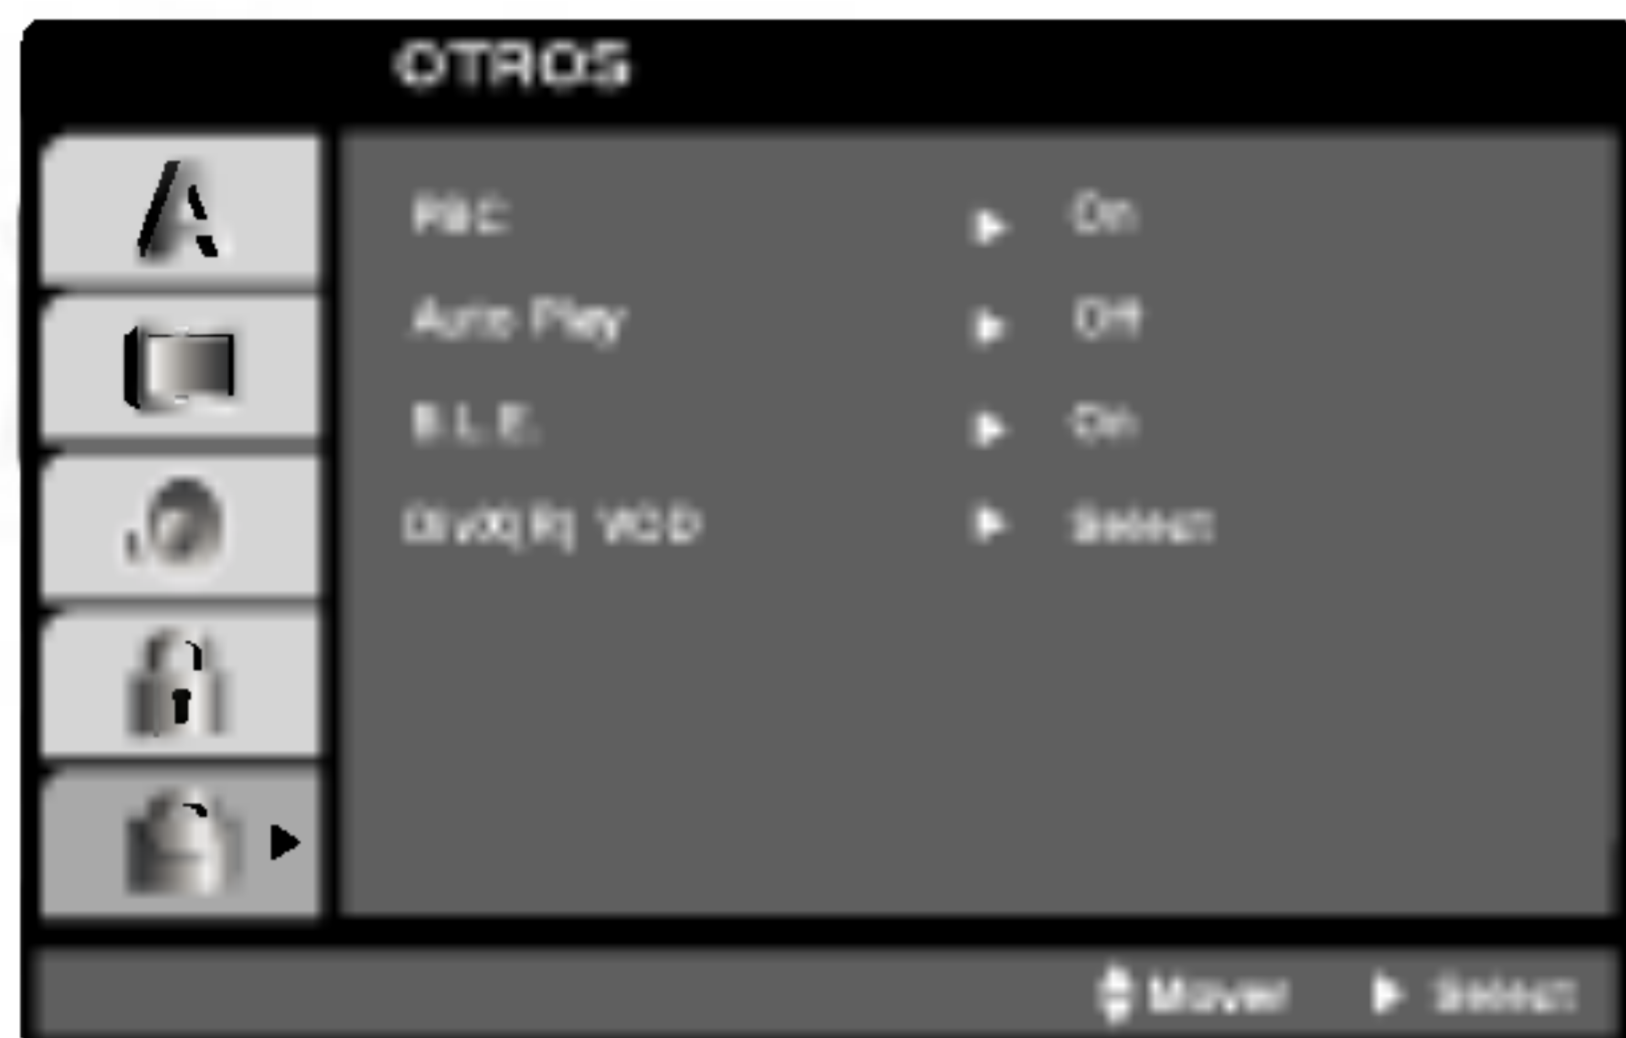 OTROS
PBC On
Auto Play Off
B.L.E. On
DivX(R) VOD Select
Mover Select